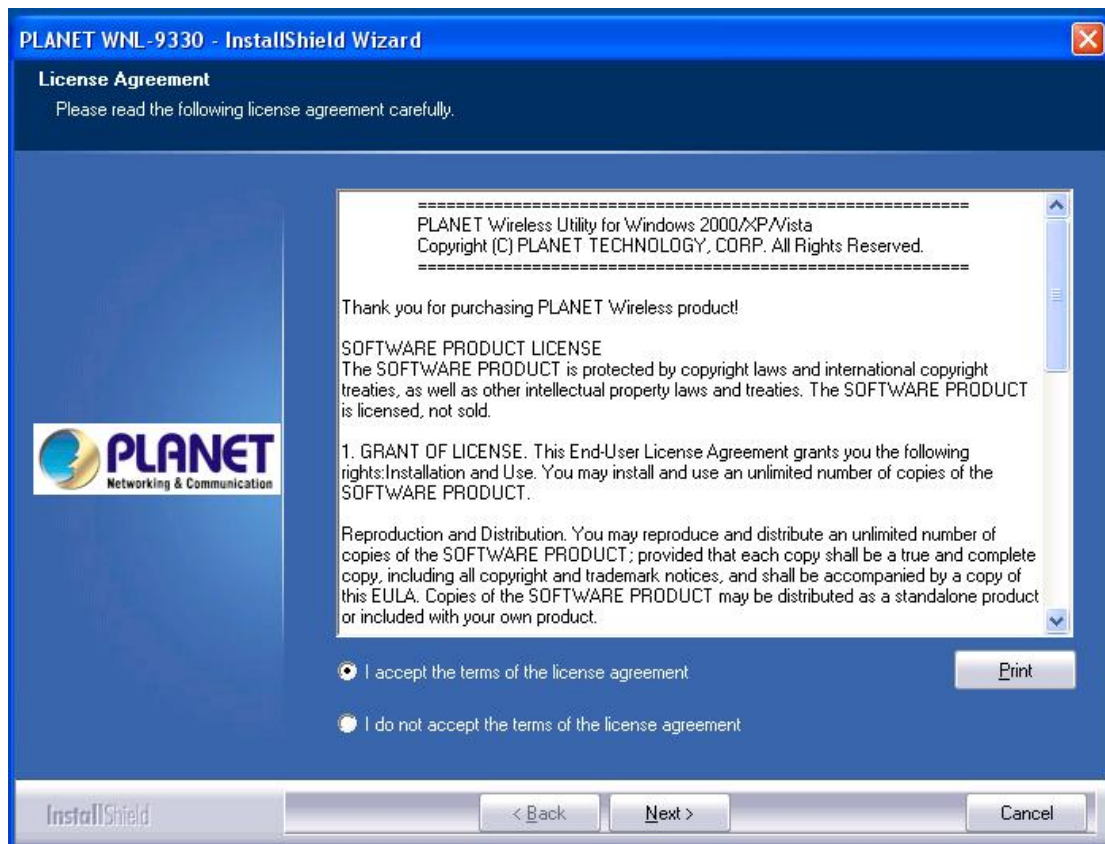 PLANET WNL-9330 - InstallShield Wizard
License Agreement
Please read the following license agreement carefully.
==========================================================
PLANET Wireless Utility for Windows 2000/XP/Vista
Copyright (C) PLANET TECHNOLOGY, CORP. All Rights Reserved.
==========================================================
Thank you for purchasing PLANET Wireless product!
SOFTWARE PRODUCT LICENSE
The SOFTWARE PRODUCT is protected by copyright laws and international copyright
treaties, as well as other intellectual property laws and treaties. The SOFTWARE PRODUCT
is licensed, not sold.
1. GRANT OF LICENSE. This End-User License Agreement grants you the following
rights:Installation and Use. You may install and use an unlimited number of copies of the
SOFTWARE PRODUCT.
Reproduction and Distribution. You may reproduce and distribute an unlimited number of
copies of the SOFTWARE PRODUCT; provided that each copy shall be a true and complete
copy, including all copyright and trademark notices, and shall be accompanied by a copy of
this EULA. Copies of the SOFTWARE PRODUCT may be distributed as a standalone product
or included with your own product.
PLANET
Networking & Communication
I accept the terms of the license agreement
Print
I do not accept the terms of the license agreement
InstallShield
< Back
Next >
Cancel